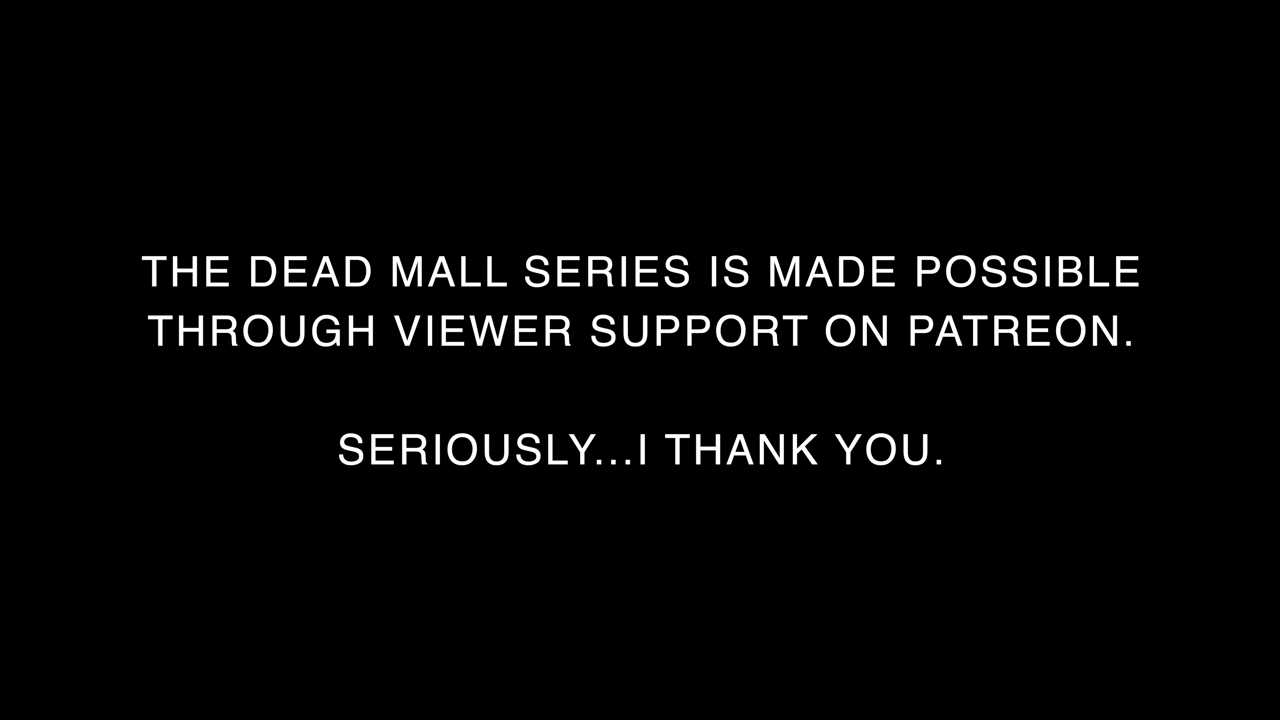 THE DEAD MALL SERIES IS MADE POSSIBLE
THROUGH VIEWER SUPPORT ON PATREON.
SERIOUSLY...I THANK YOU.